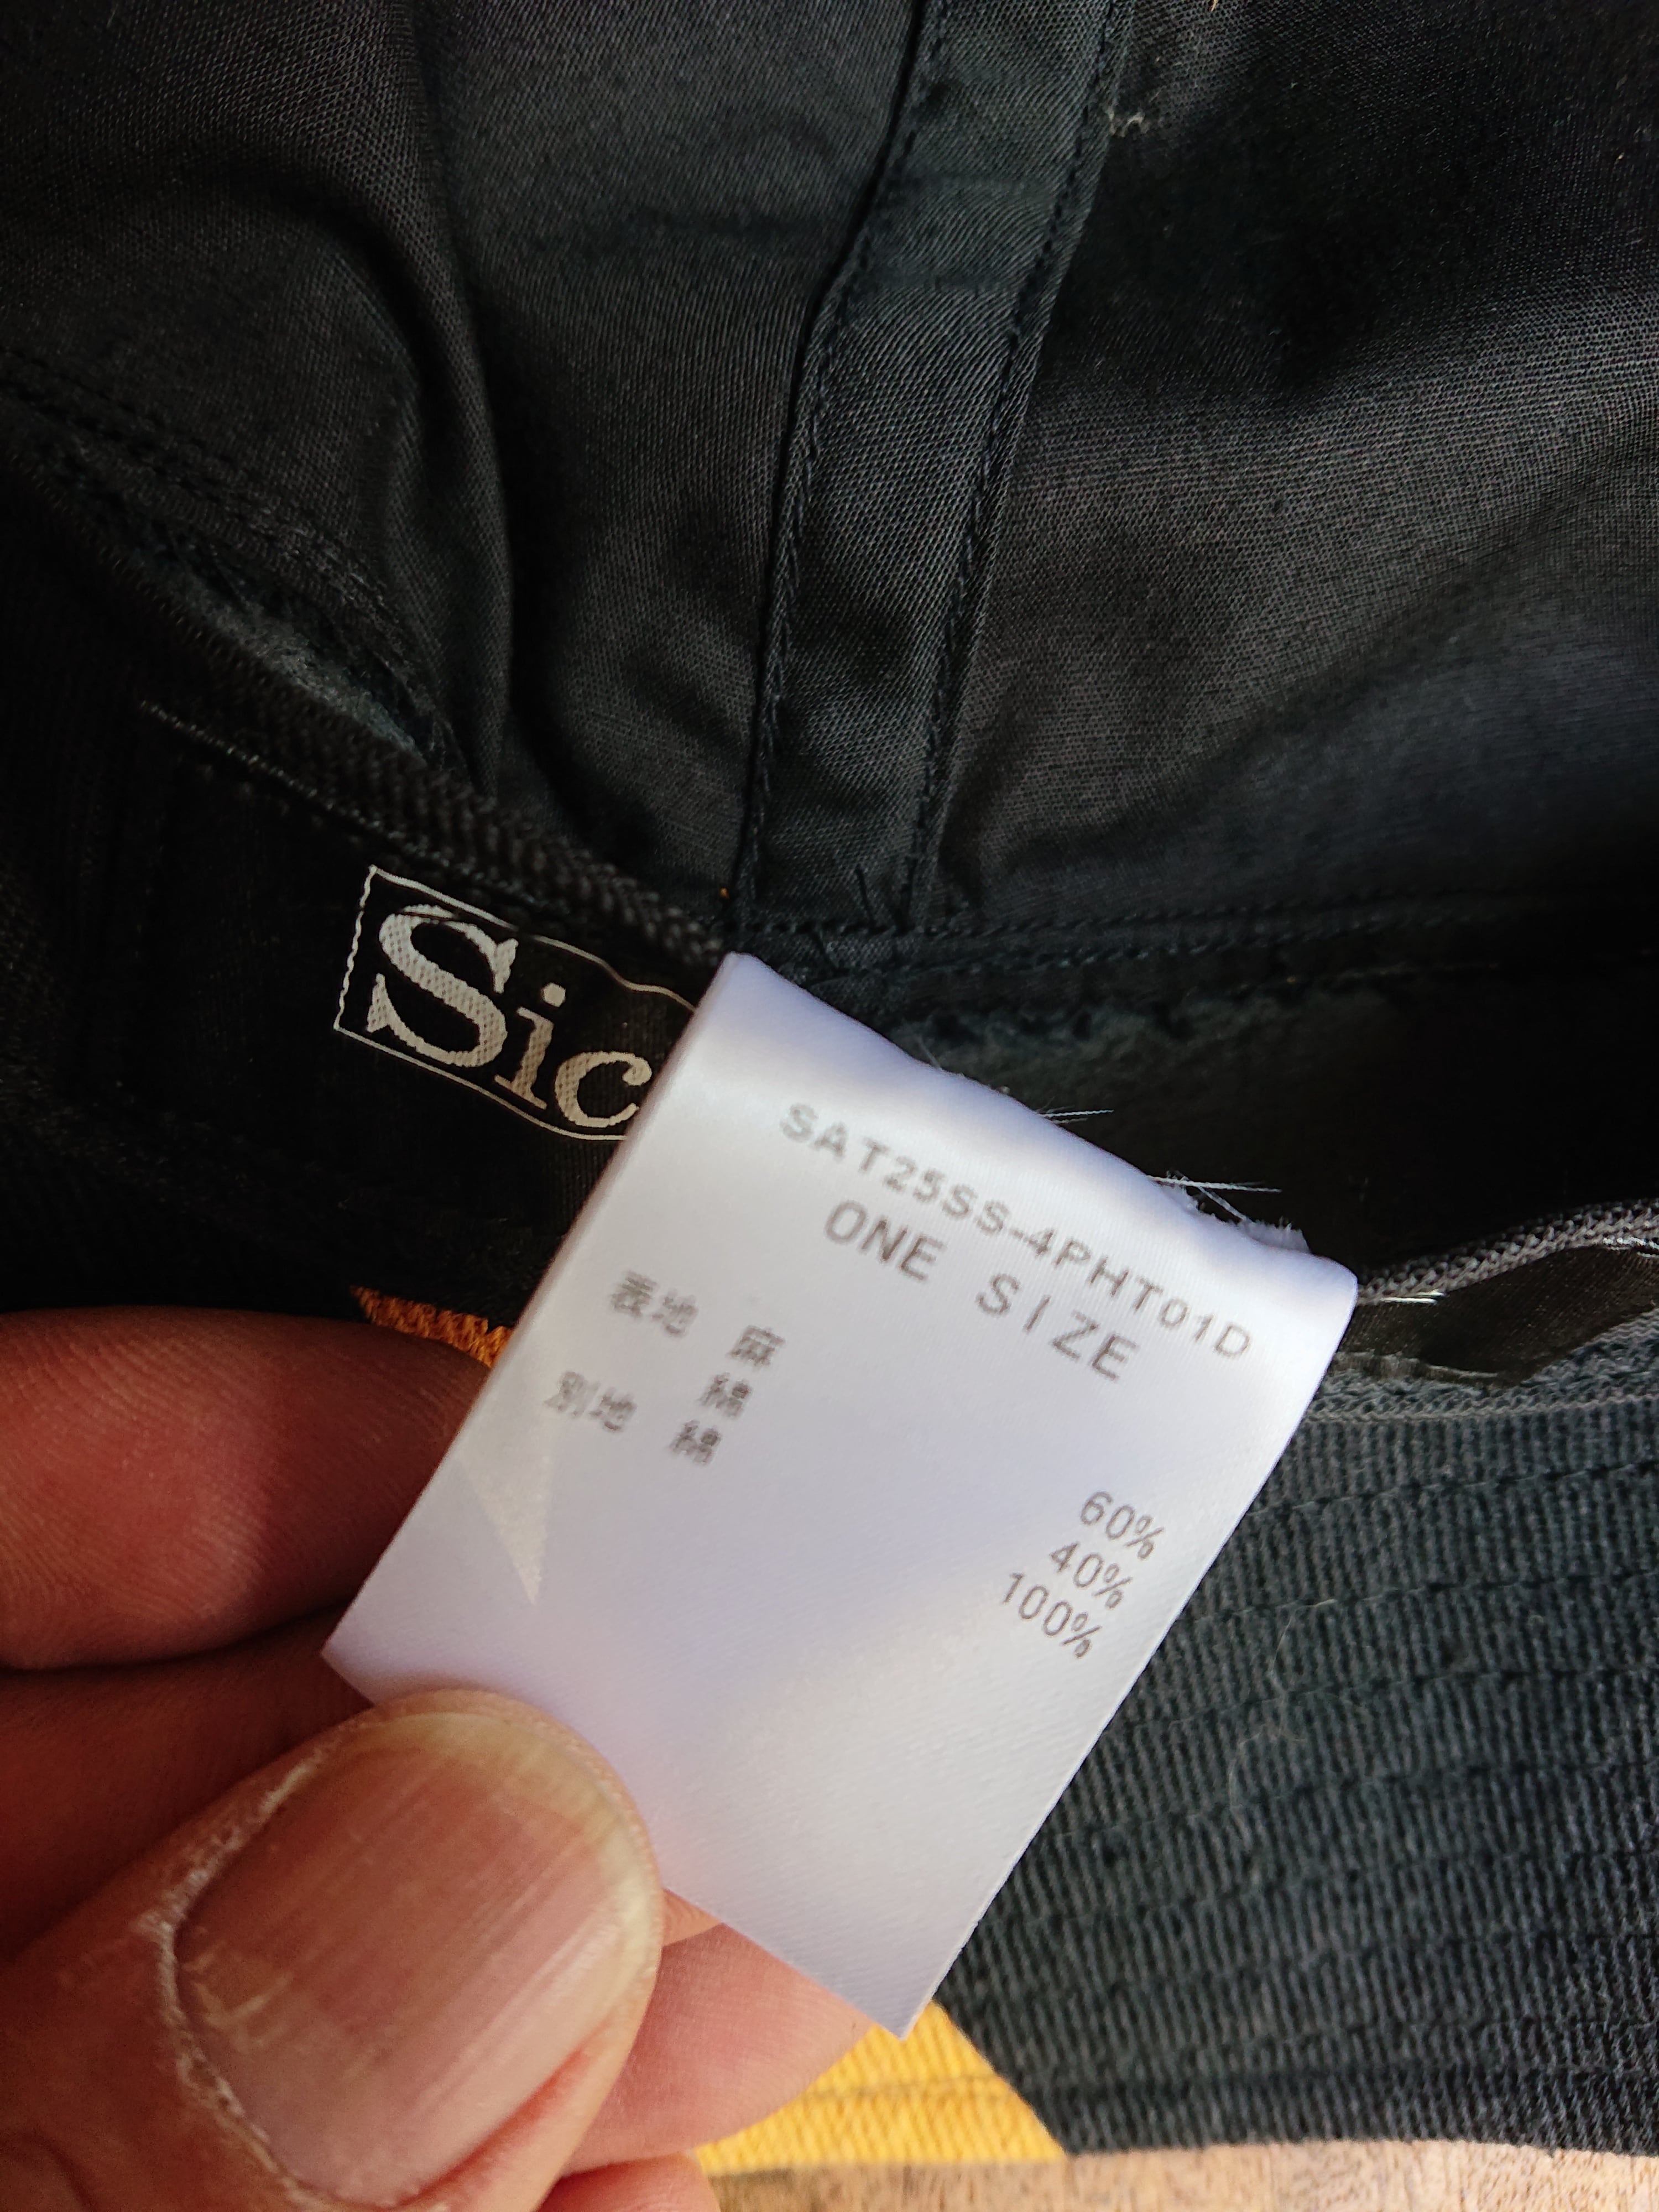 Sic
SAT25SS-4PHT01D
ONE SIZE
表地 麻 60%
綿 40%
別地 綿 100%